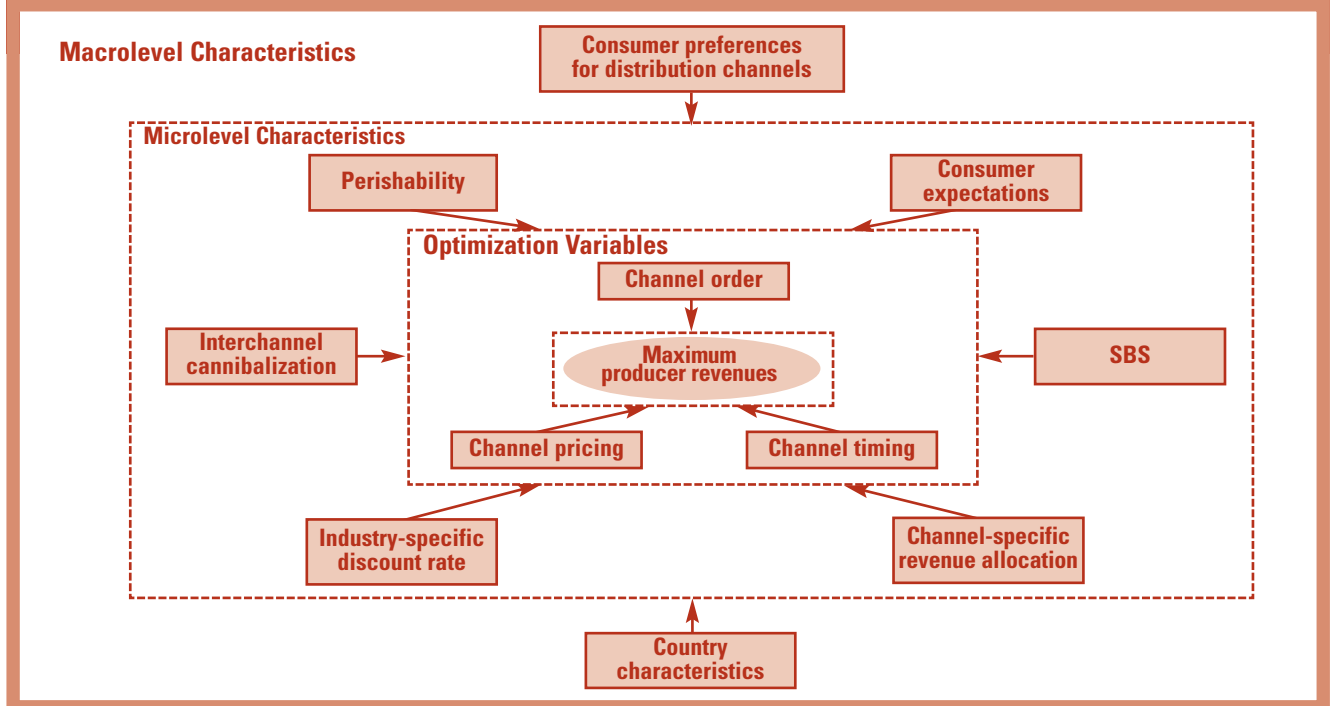 Macrolevel Characteristics
Consumer preferences
for distribution channels
Microlevel Characteristics
Perishability
Consumer
expectations
Optimization Variables
Channel order
Interchannel
cannibalization
Maximum
producer revenues
SBS
Channel pricing
Channel timing
Industry-specific
discount rate
Channel-specific
revenue allocation
Country
characteristics